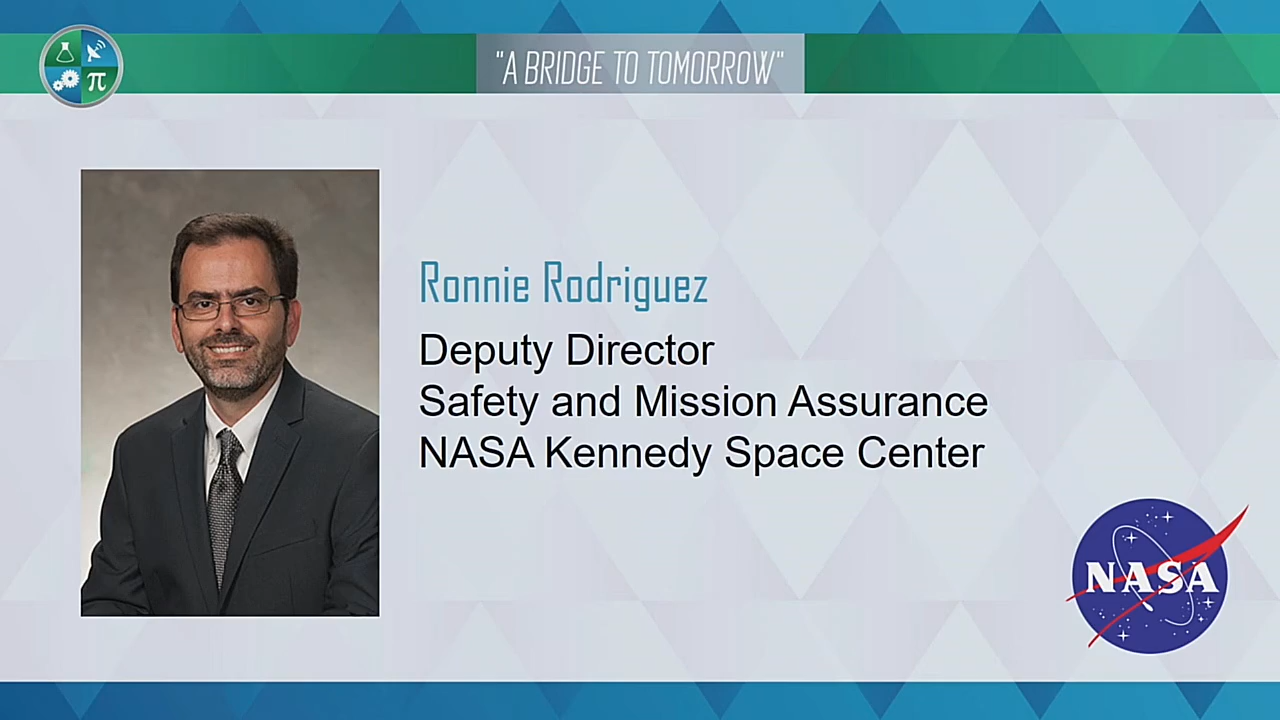 "A BRIDGE TO TOMORROW"
π
Ronnie Rodriguez
Deputy Director
Safety and Mission Assurance
NASA Kennedy Space Center
NASA